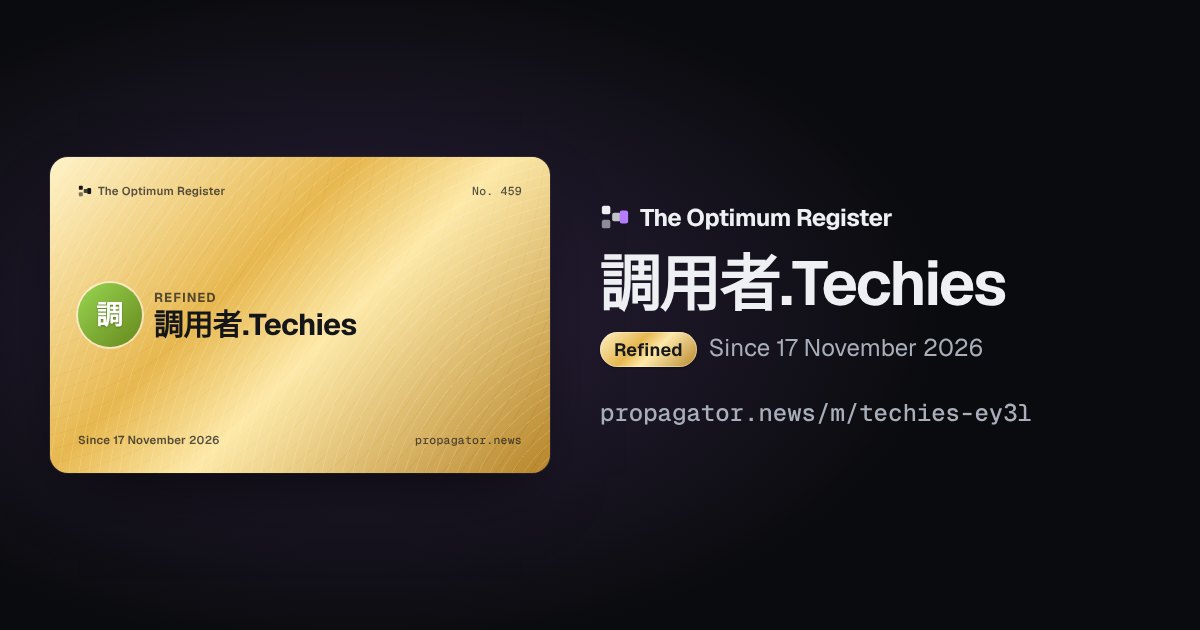 The Optimum Register
No. 459
調
REFINED
調用者.Techies
Since 17 November 2026
propagator.news
The Optimum Register
調用者.Techies
Refined
Since 17 November 2026
propagator.news/m/techies-ey3l